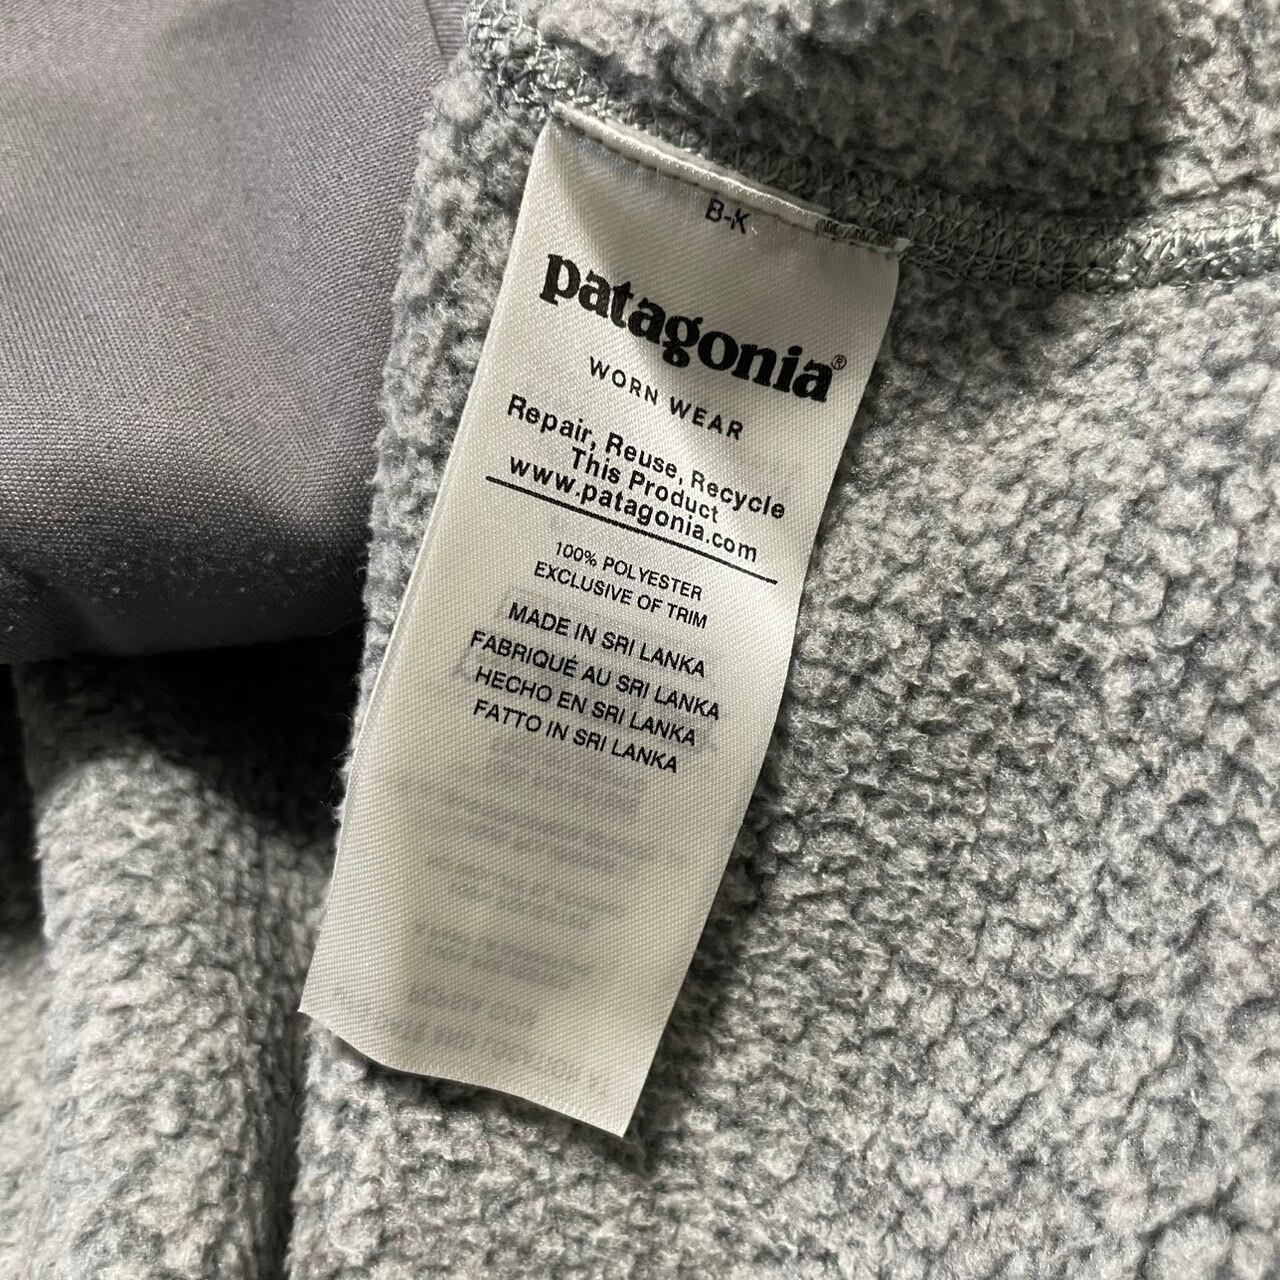 B-K
patagonia®
WORN WEAR
Repair, Reuse, Recycle
This Product
www.patagonia.com
100% POLYESTER
EXCLUSIVE OF TRIM
MADE IN SRI LANKA
FABRIQUÉ AU SRI LANKA
HECHO EN SRI LANKA
FATTO IN SRI LANKA